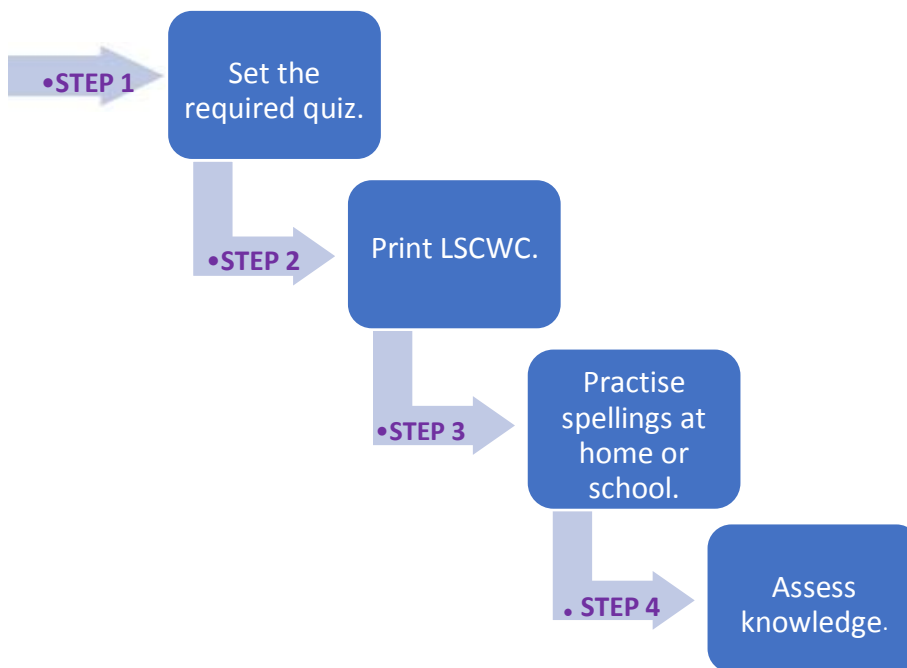 •STEP 1
Set the
required quiz.
•STEP 2
Print LSCWC.
•STEP 3
Practise
spellings at
home or
school.
• STEP 4
Assess
knowledge.